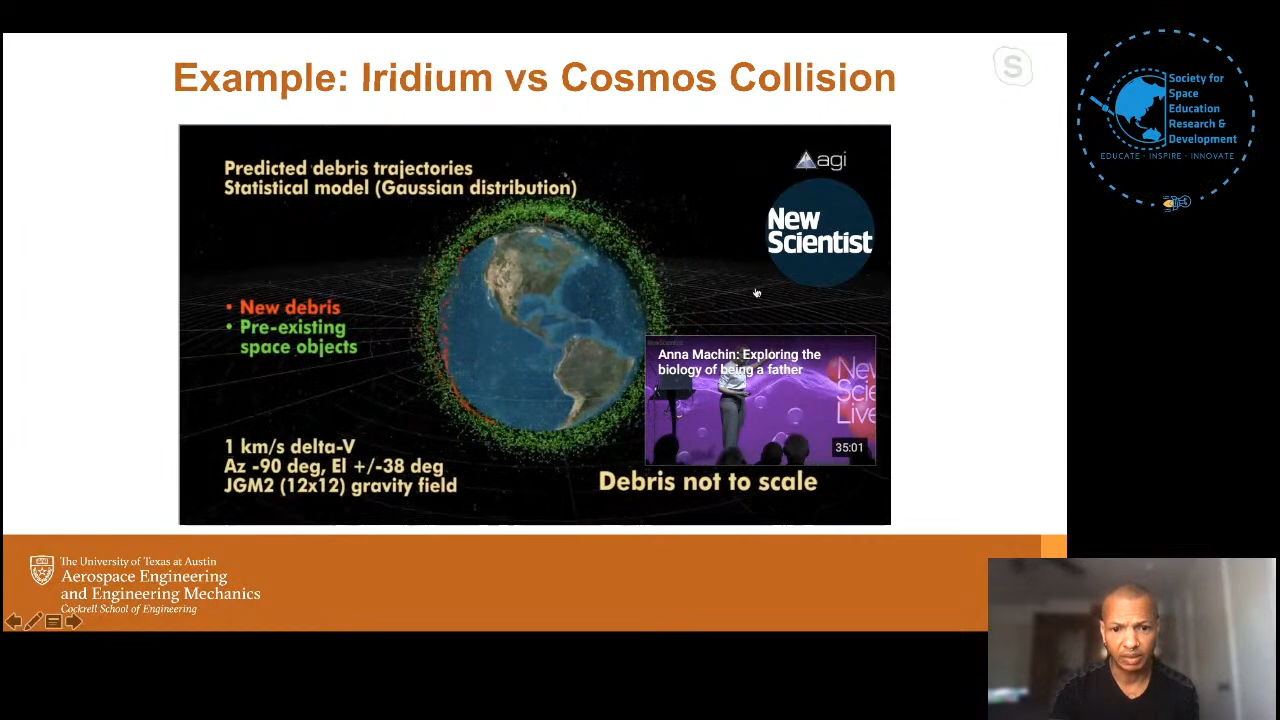 Example: Iridium vs Cosmos Collision
S
Society for
Space
Education
Research &
Development
EDUCATE · INSPIRE · INNOVATE
Predicted debris trajectories
Statistical model (Gaussian distribution)
agi
New
Scientist
• New debris
• Pre-existing
space objects
Anna Machin: Exploring the
biology of being a father
New
Scie
Live
35:01
1 km/s delta-V
Az -90 deg, El +/-38 deg
JGM2 (12x12) gravity field
Debris not to scale
The University of Texas at Austin
Aerospace Engineering
and Engineering Mechanics
Cockrell School of Engineering